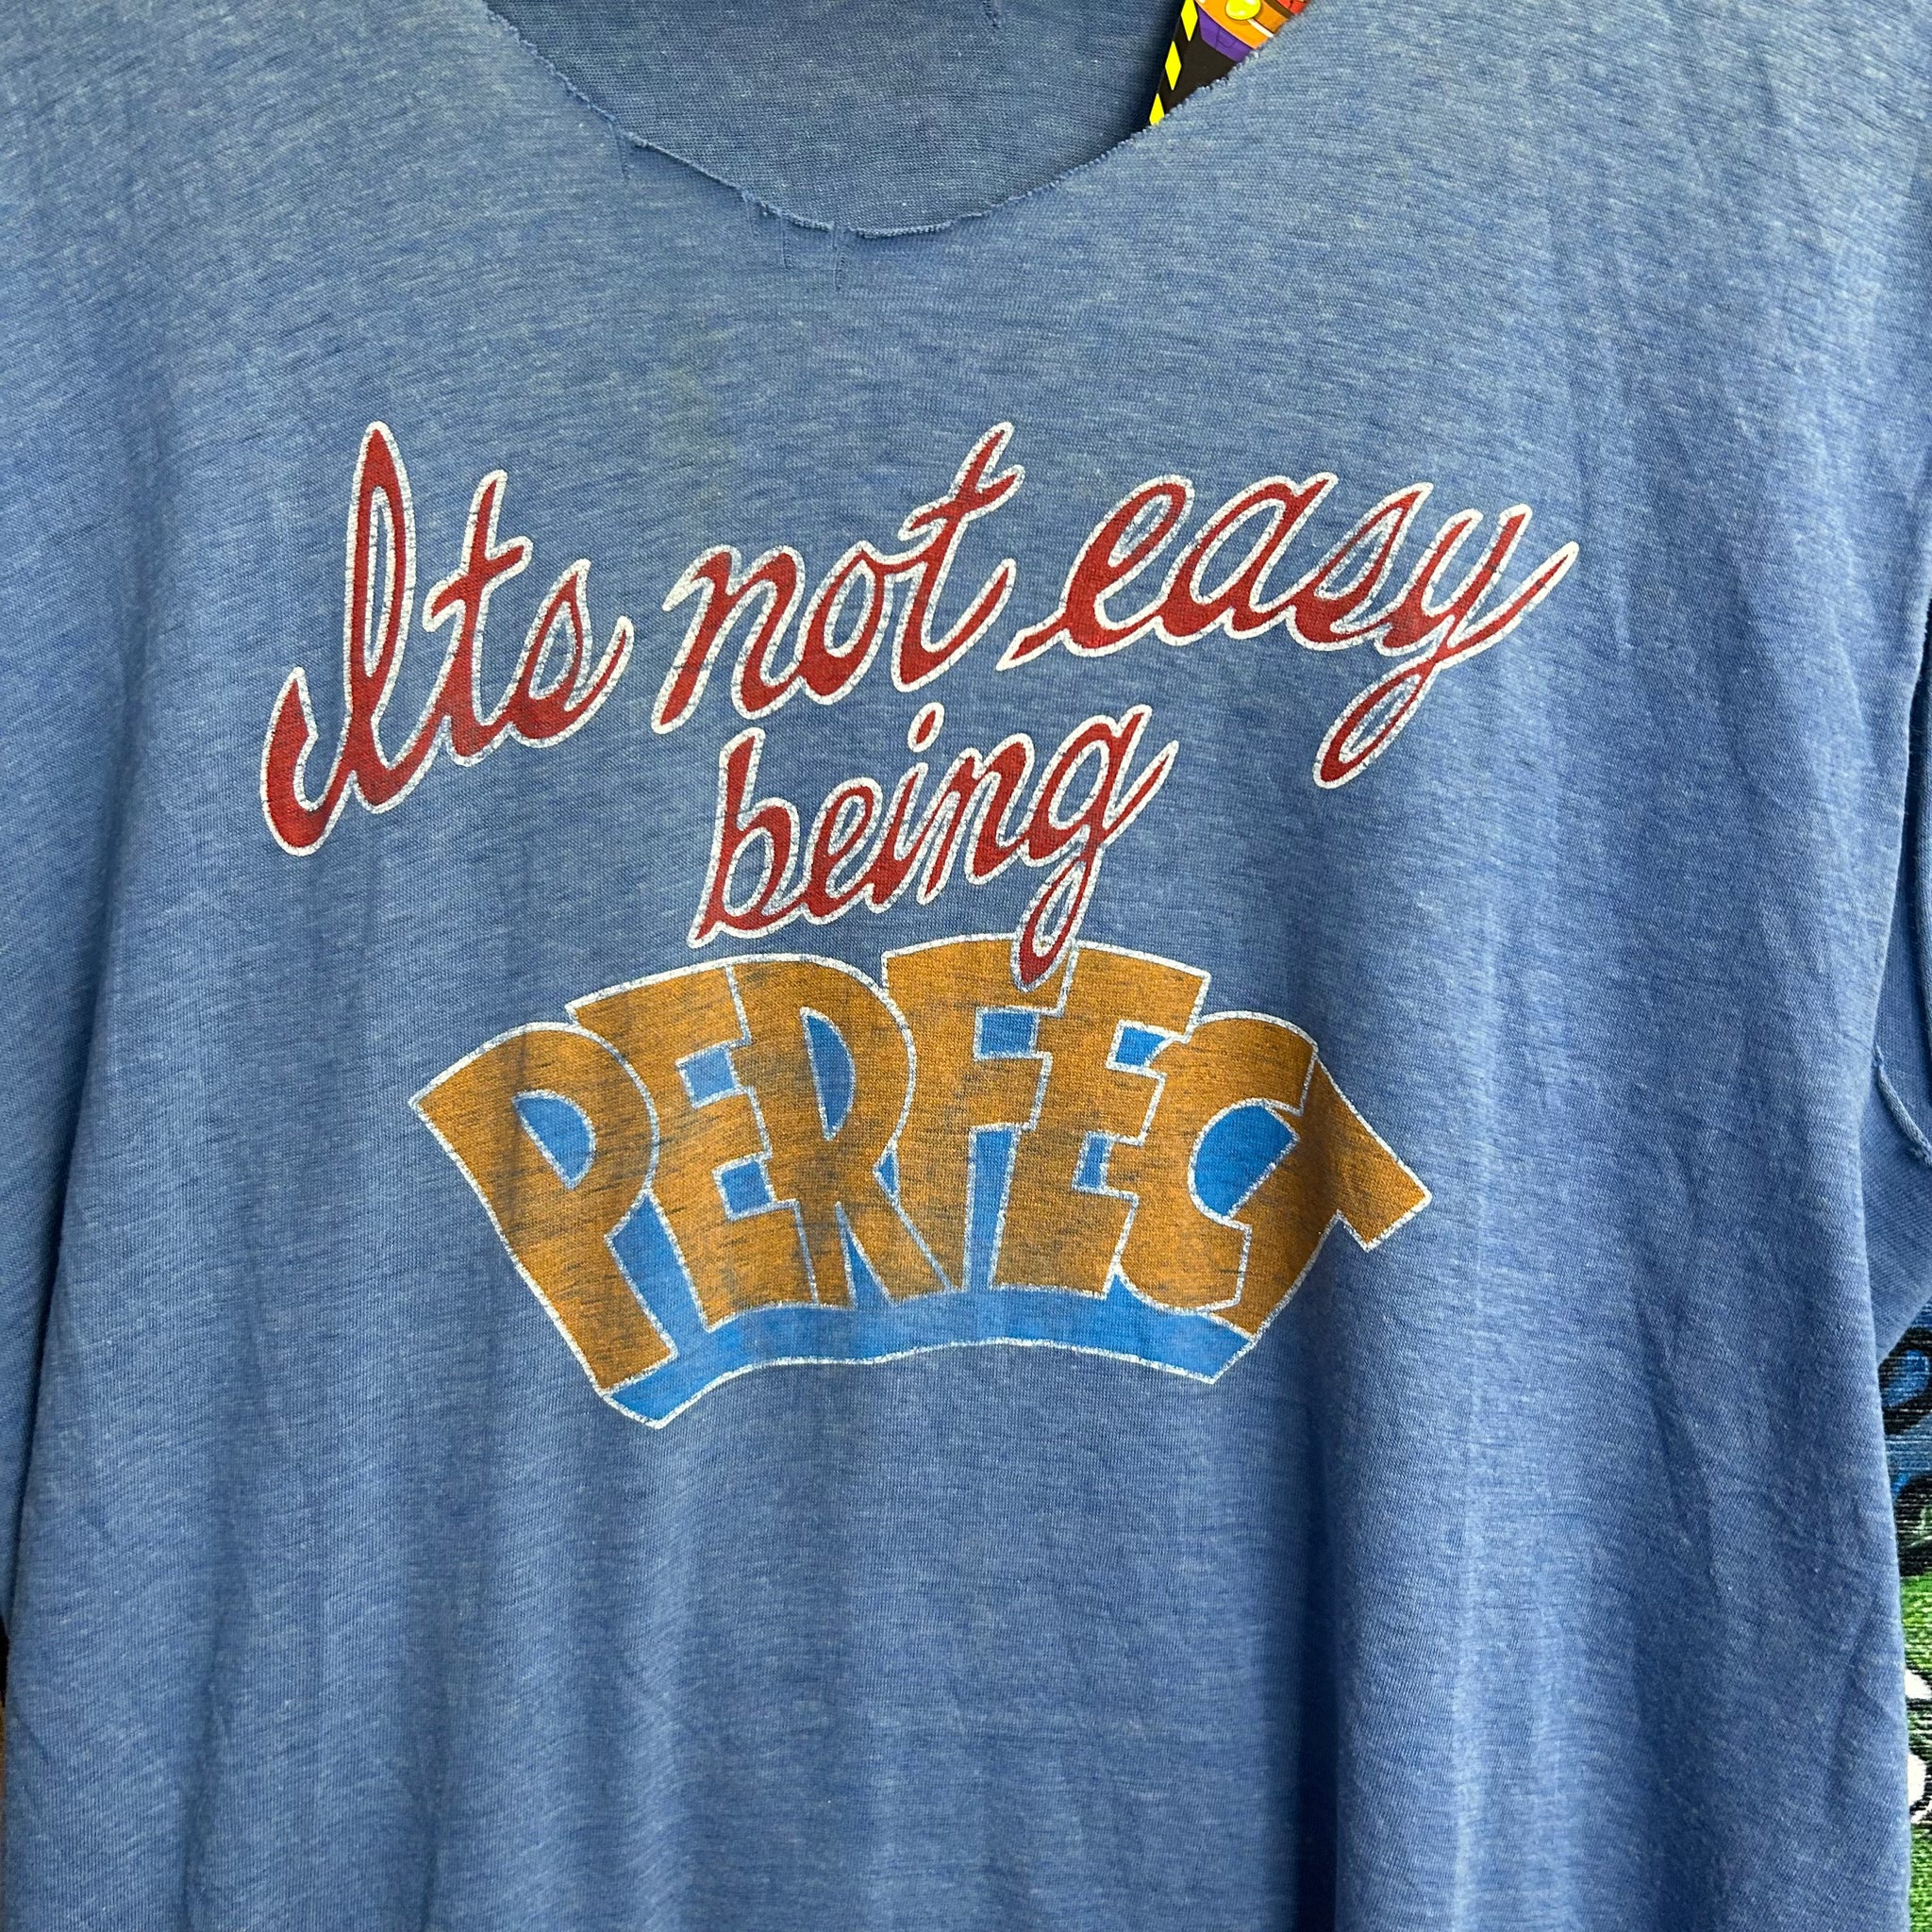 Its not easy
being
PERFECT